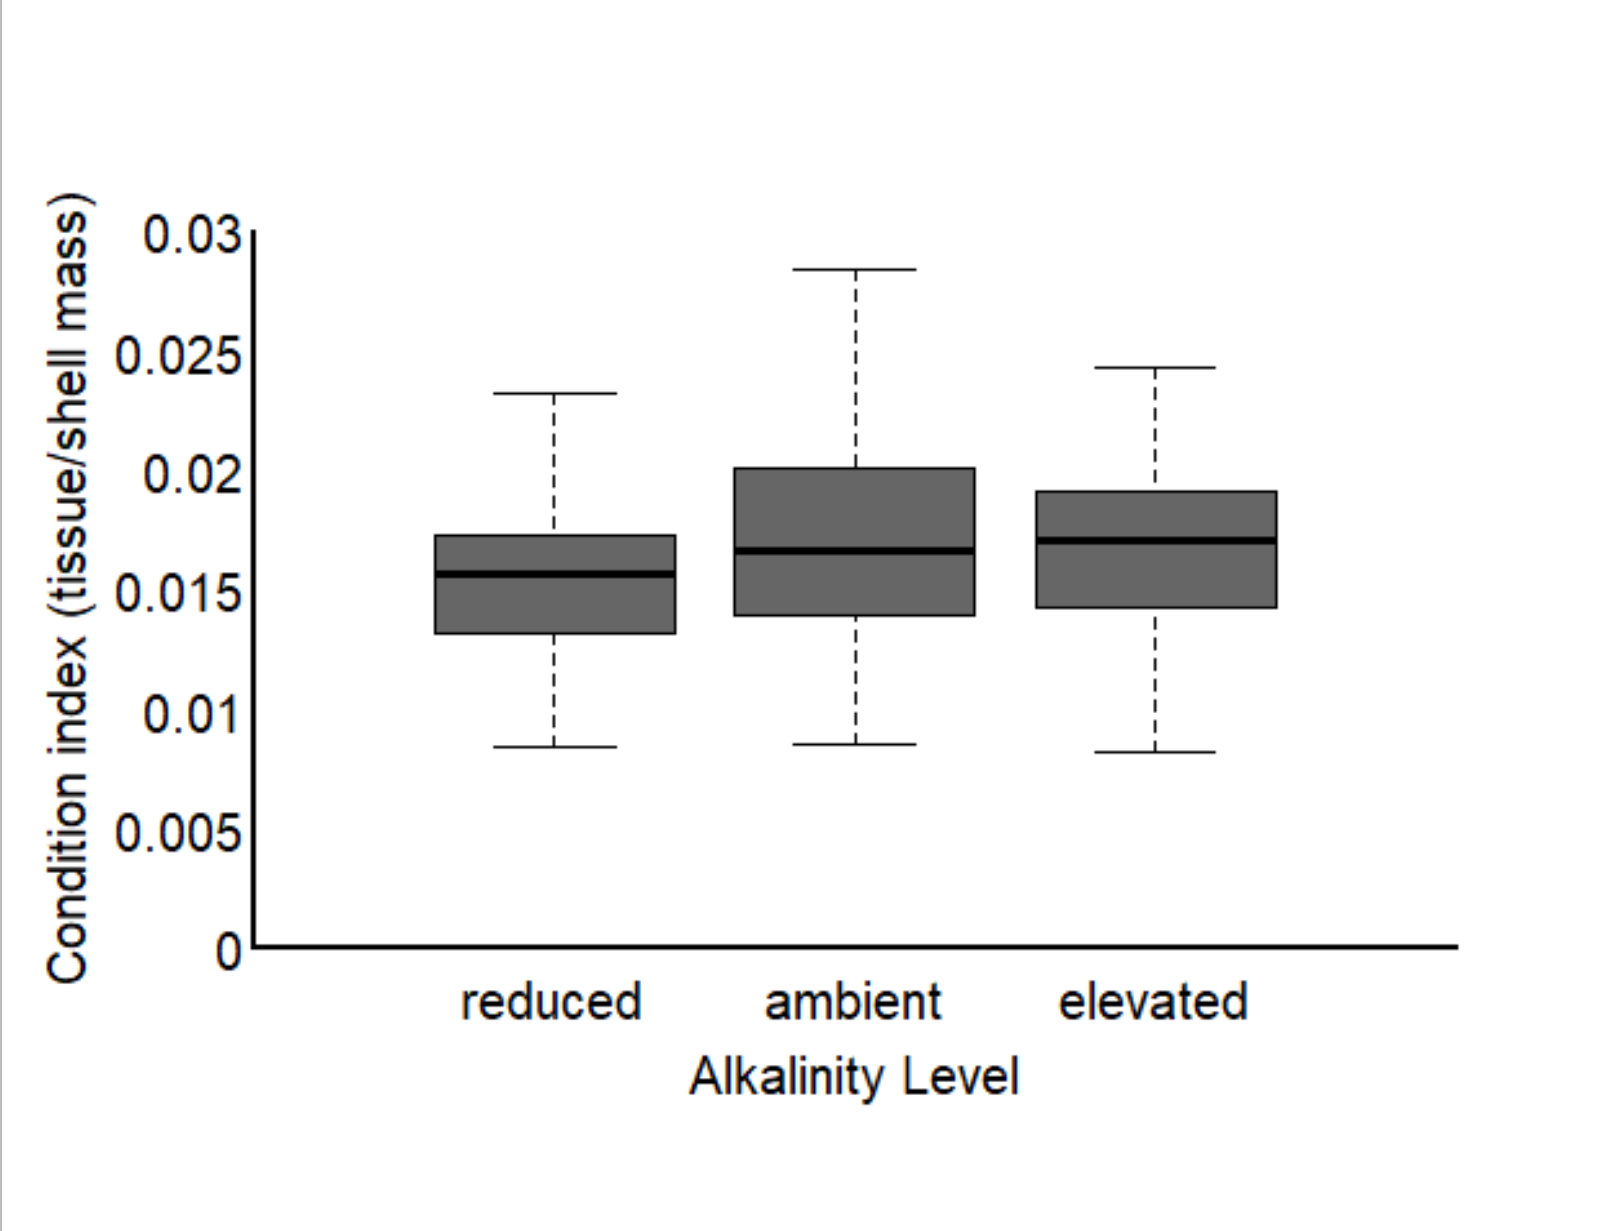 Condition index (tissue/shell mass)
0.03
0.025
0.02
0.015
0.01
0.005
0
reduced ambient elevated
Alkalinity Level